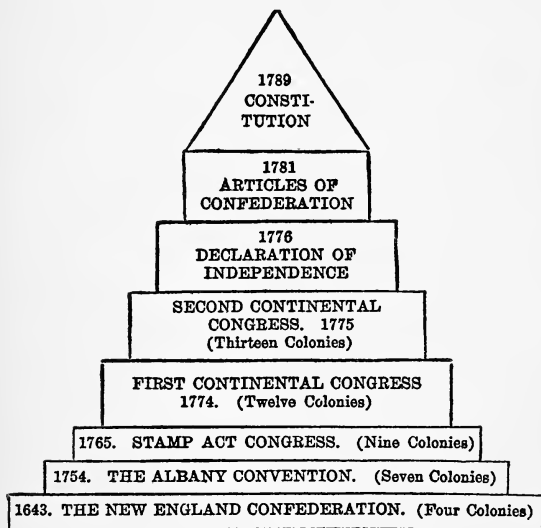 1789
CONSTI-
TUTION
1781
ARTICLES OF
CONFEDERATION
1776
DECLARATION OF
INDEPENDENCE
SECOND CONTINENTAL
CONGRESS. 1775
(Thirteen Colonies)
FIRST CONTINENTAL CONGRESS
1774. (Twelve Colonies)
1765. STAMP ACT CONGRESS. (Nine Colonies)
1754. THE ALBANY CONVENTION. (Seven Colonies)
1643. THE NEW ENGLAND CONFEDERATION. (Four Colonies)